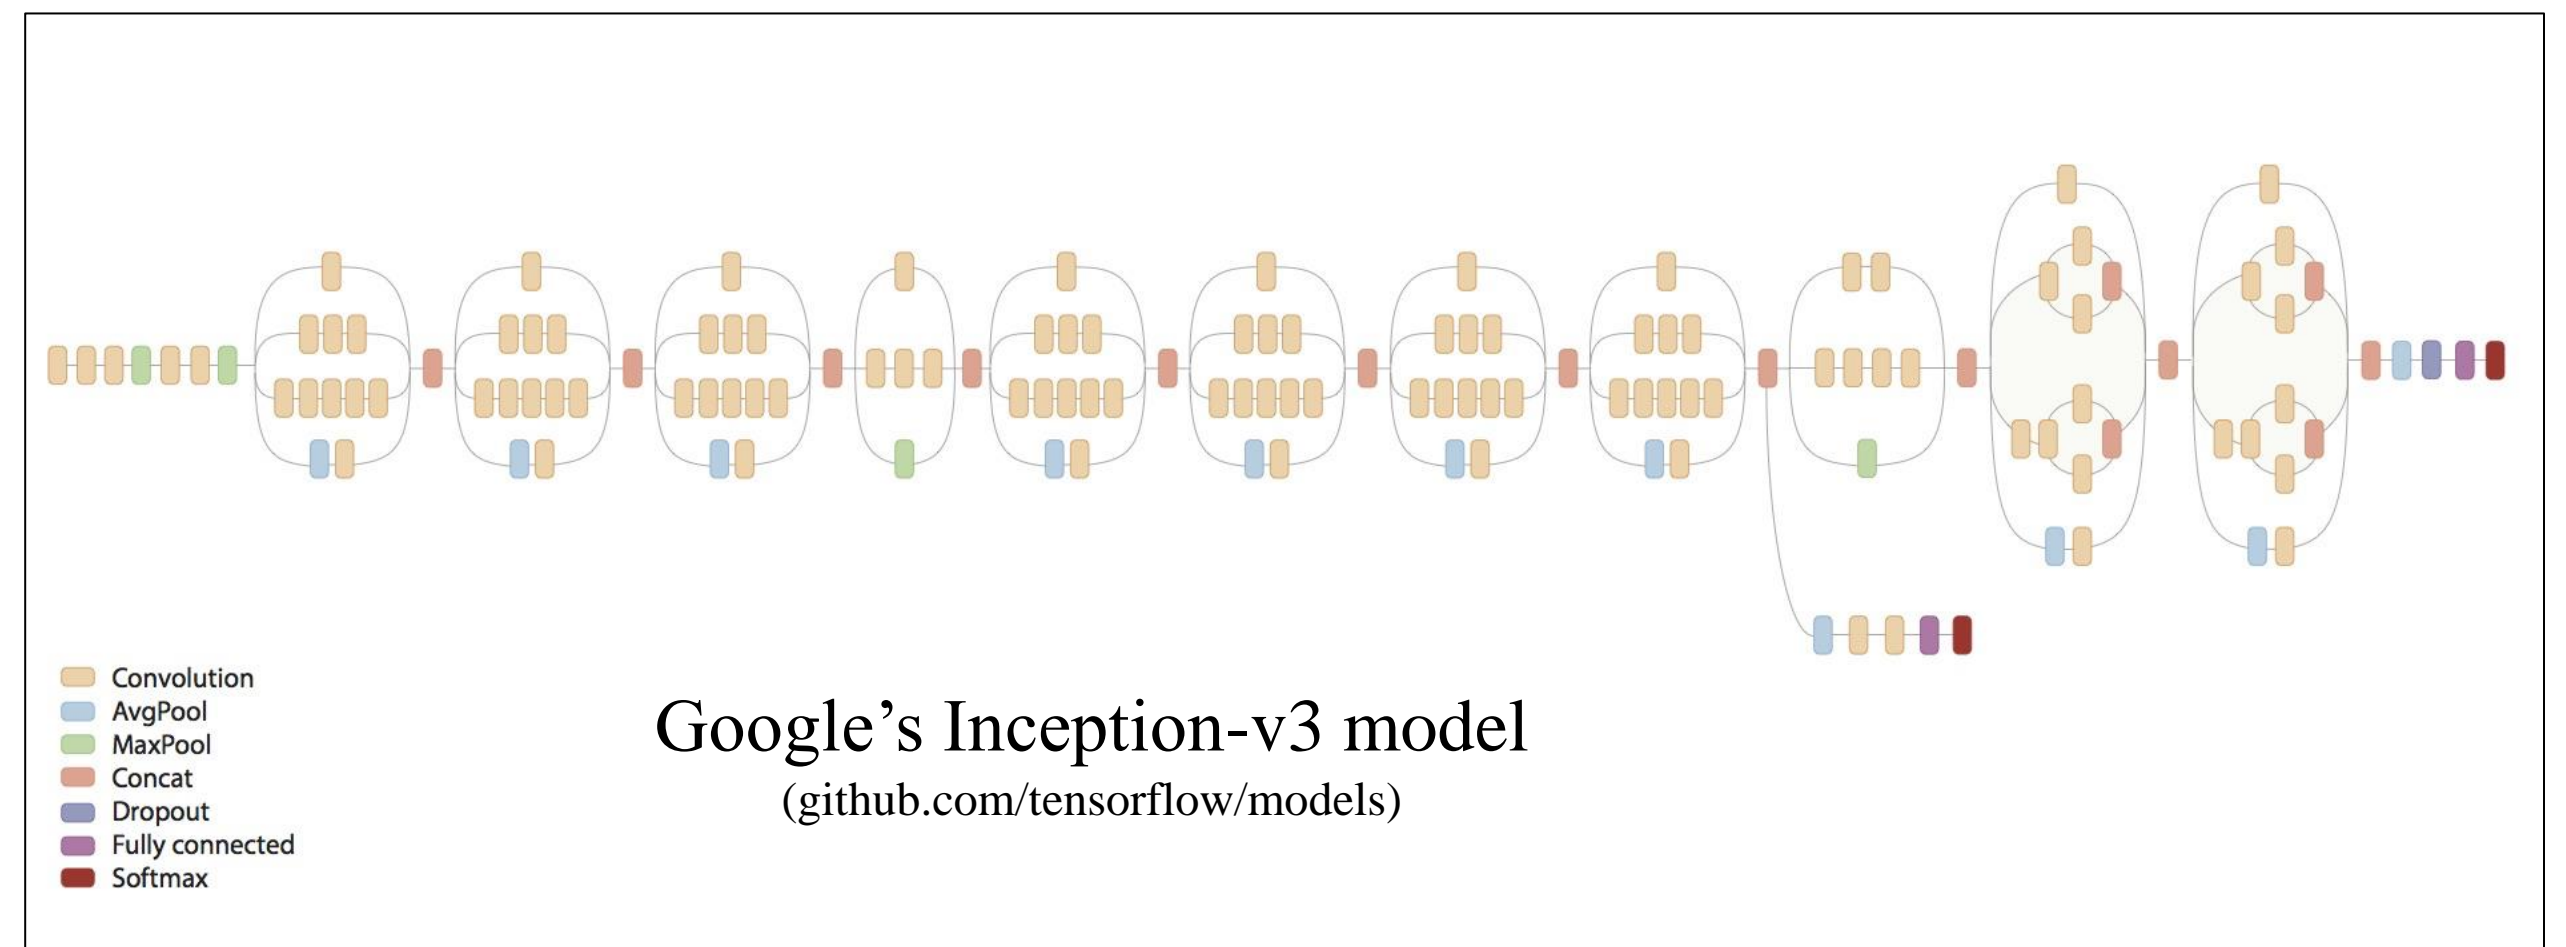 Convolution
AvgPool
MaxPool
Concat
Dropout
Fully connected
Softmax
Google’s Inception-v3 model
(github.com/tensorflow/models)